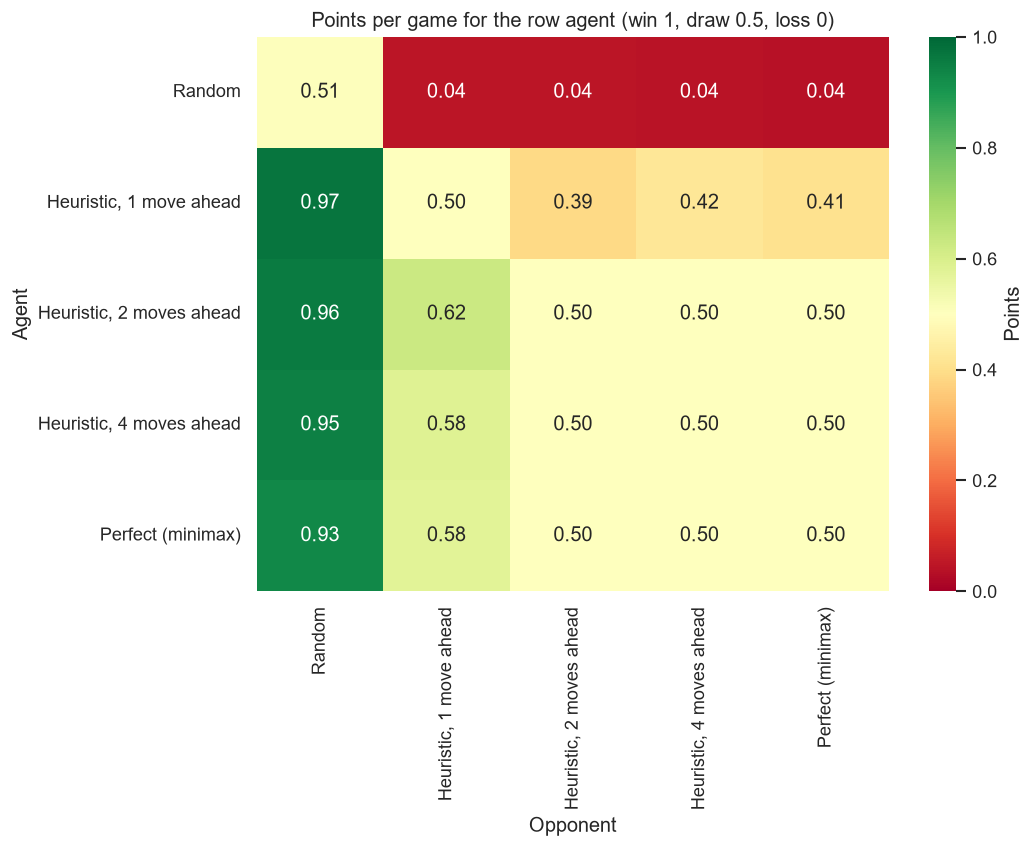 Points per game for the row agent (win 1, draw 0.5, loss 0)
Agent
Random
0.51
0.04
0.04
0.04
0.04
Heuristic, 1 move ahead
0.97
0.50
0.39
0.42
0.41
Heuristic, 2 moves ahead
0.96
0.62
0.50
0.50
0.50
Heuristic, 4 moves ahead
0.95
0.58
0.50
0.50
0.50
Perfect (minimax)
0.93
0.58
0.50
0.50
0.50
Random
Heuristic, 1 move ahead
Heuristic, 2 moves ahead
Heuristic, 4 moves ahead
Perfect (minimax)
Opponent
1.0
0.8
0.6
0.4
0.2
0.0
Points